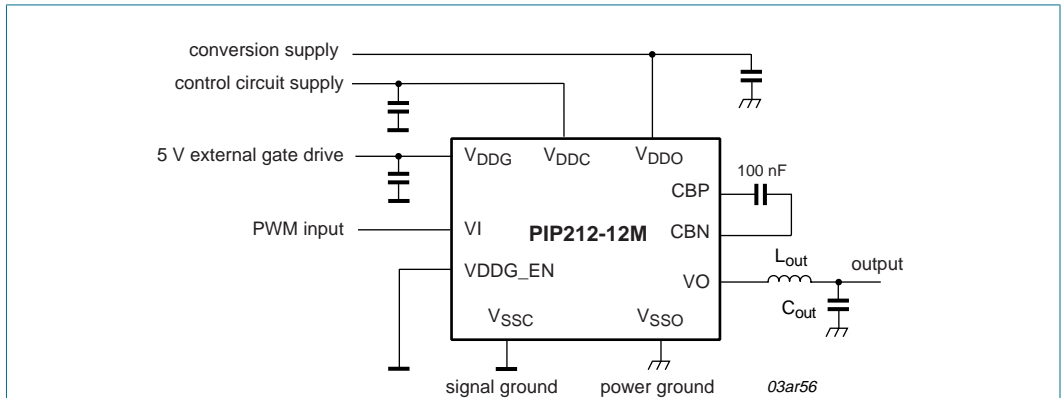 conversion supply
control circuit supply
5 V external gate drive
VDDG VDDC VDDO
100 nF
CBP
PWM input
VI
PIP212-12M
CBN
VDDG_EN
VO
Lout
output
Cout
VSSC
VSSO
signal ground
power ground
03ar56